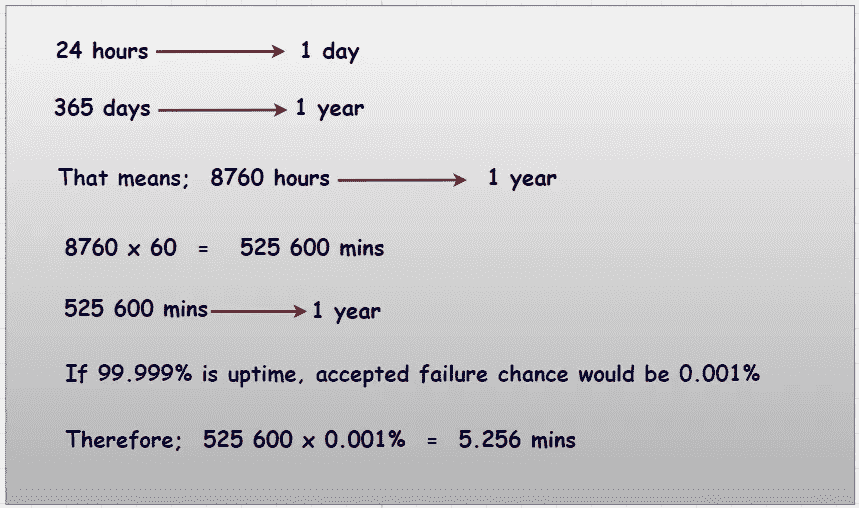 24 hours 1 day
365 days 1 year
That means; 8760 hours 1 year
8760 x 60 = 525 600 mins
525 600 mins 1 year
If 99.999% is uptime, accepted failure chance would be 0.001%
Therefore; 525 600 x 0.001% = 5.256 mins